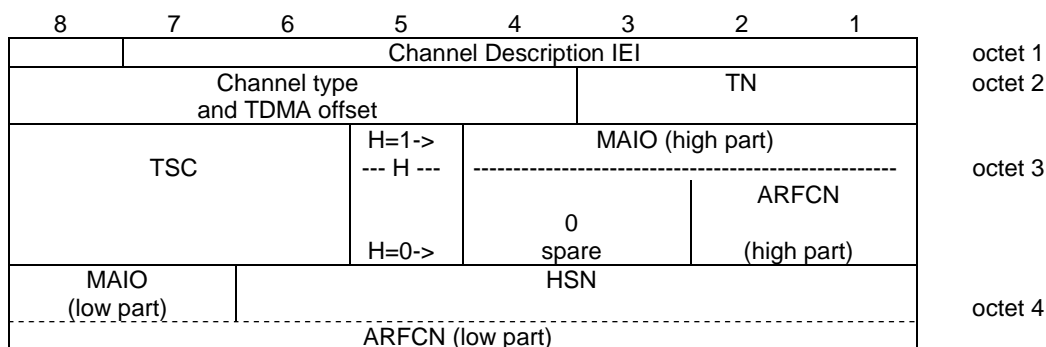 8 7 6 5 4 3 2 1
Channel Description IEI octet 1
Channel type TN octet 2
and TDMA offset
H=1-> MAIO (high part)
TSC --- H --- ----------------------------------------------------- octet 3
ARFCN
0
H=0-> spare (high part)
MAIO HSN
(low part) octet 4
ARFCN (low part)